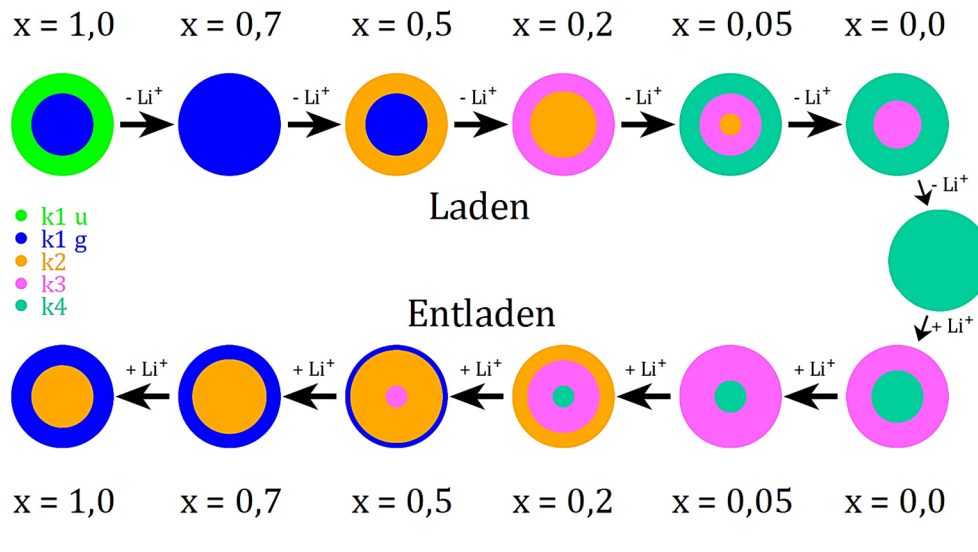 x = 1,0 x = 0,7 x = 0,5 x = 0,2 x = 0,05 x = 0,0
- Li⁺ - Li⁺ - Li⁺ - Li⁺ - Li⁺
- Li⁺
Laden
k1 u
k1 g
k2
k3
k4
Entladen
+ Li⁺
+ Li⁺ + Li⁺ + Li⁺ + Li⁺ + Li⁺
x = 1,0 x = 0,7 x = 0,5 x = 0,2 x = 0,05 x = 0,0